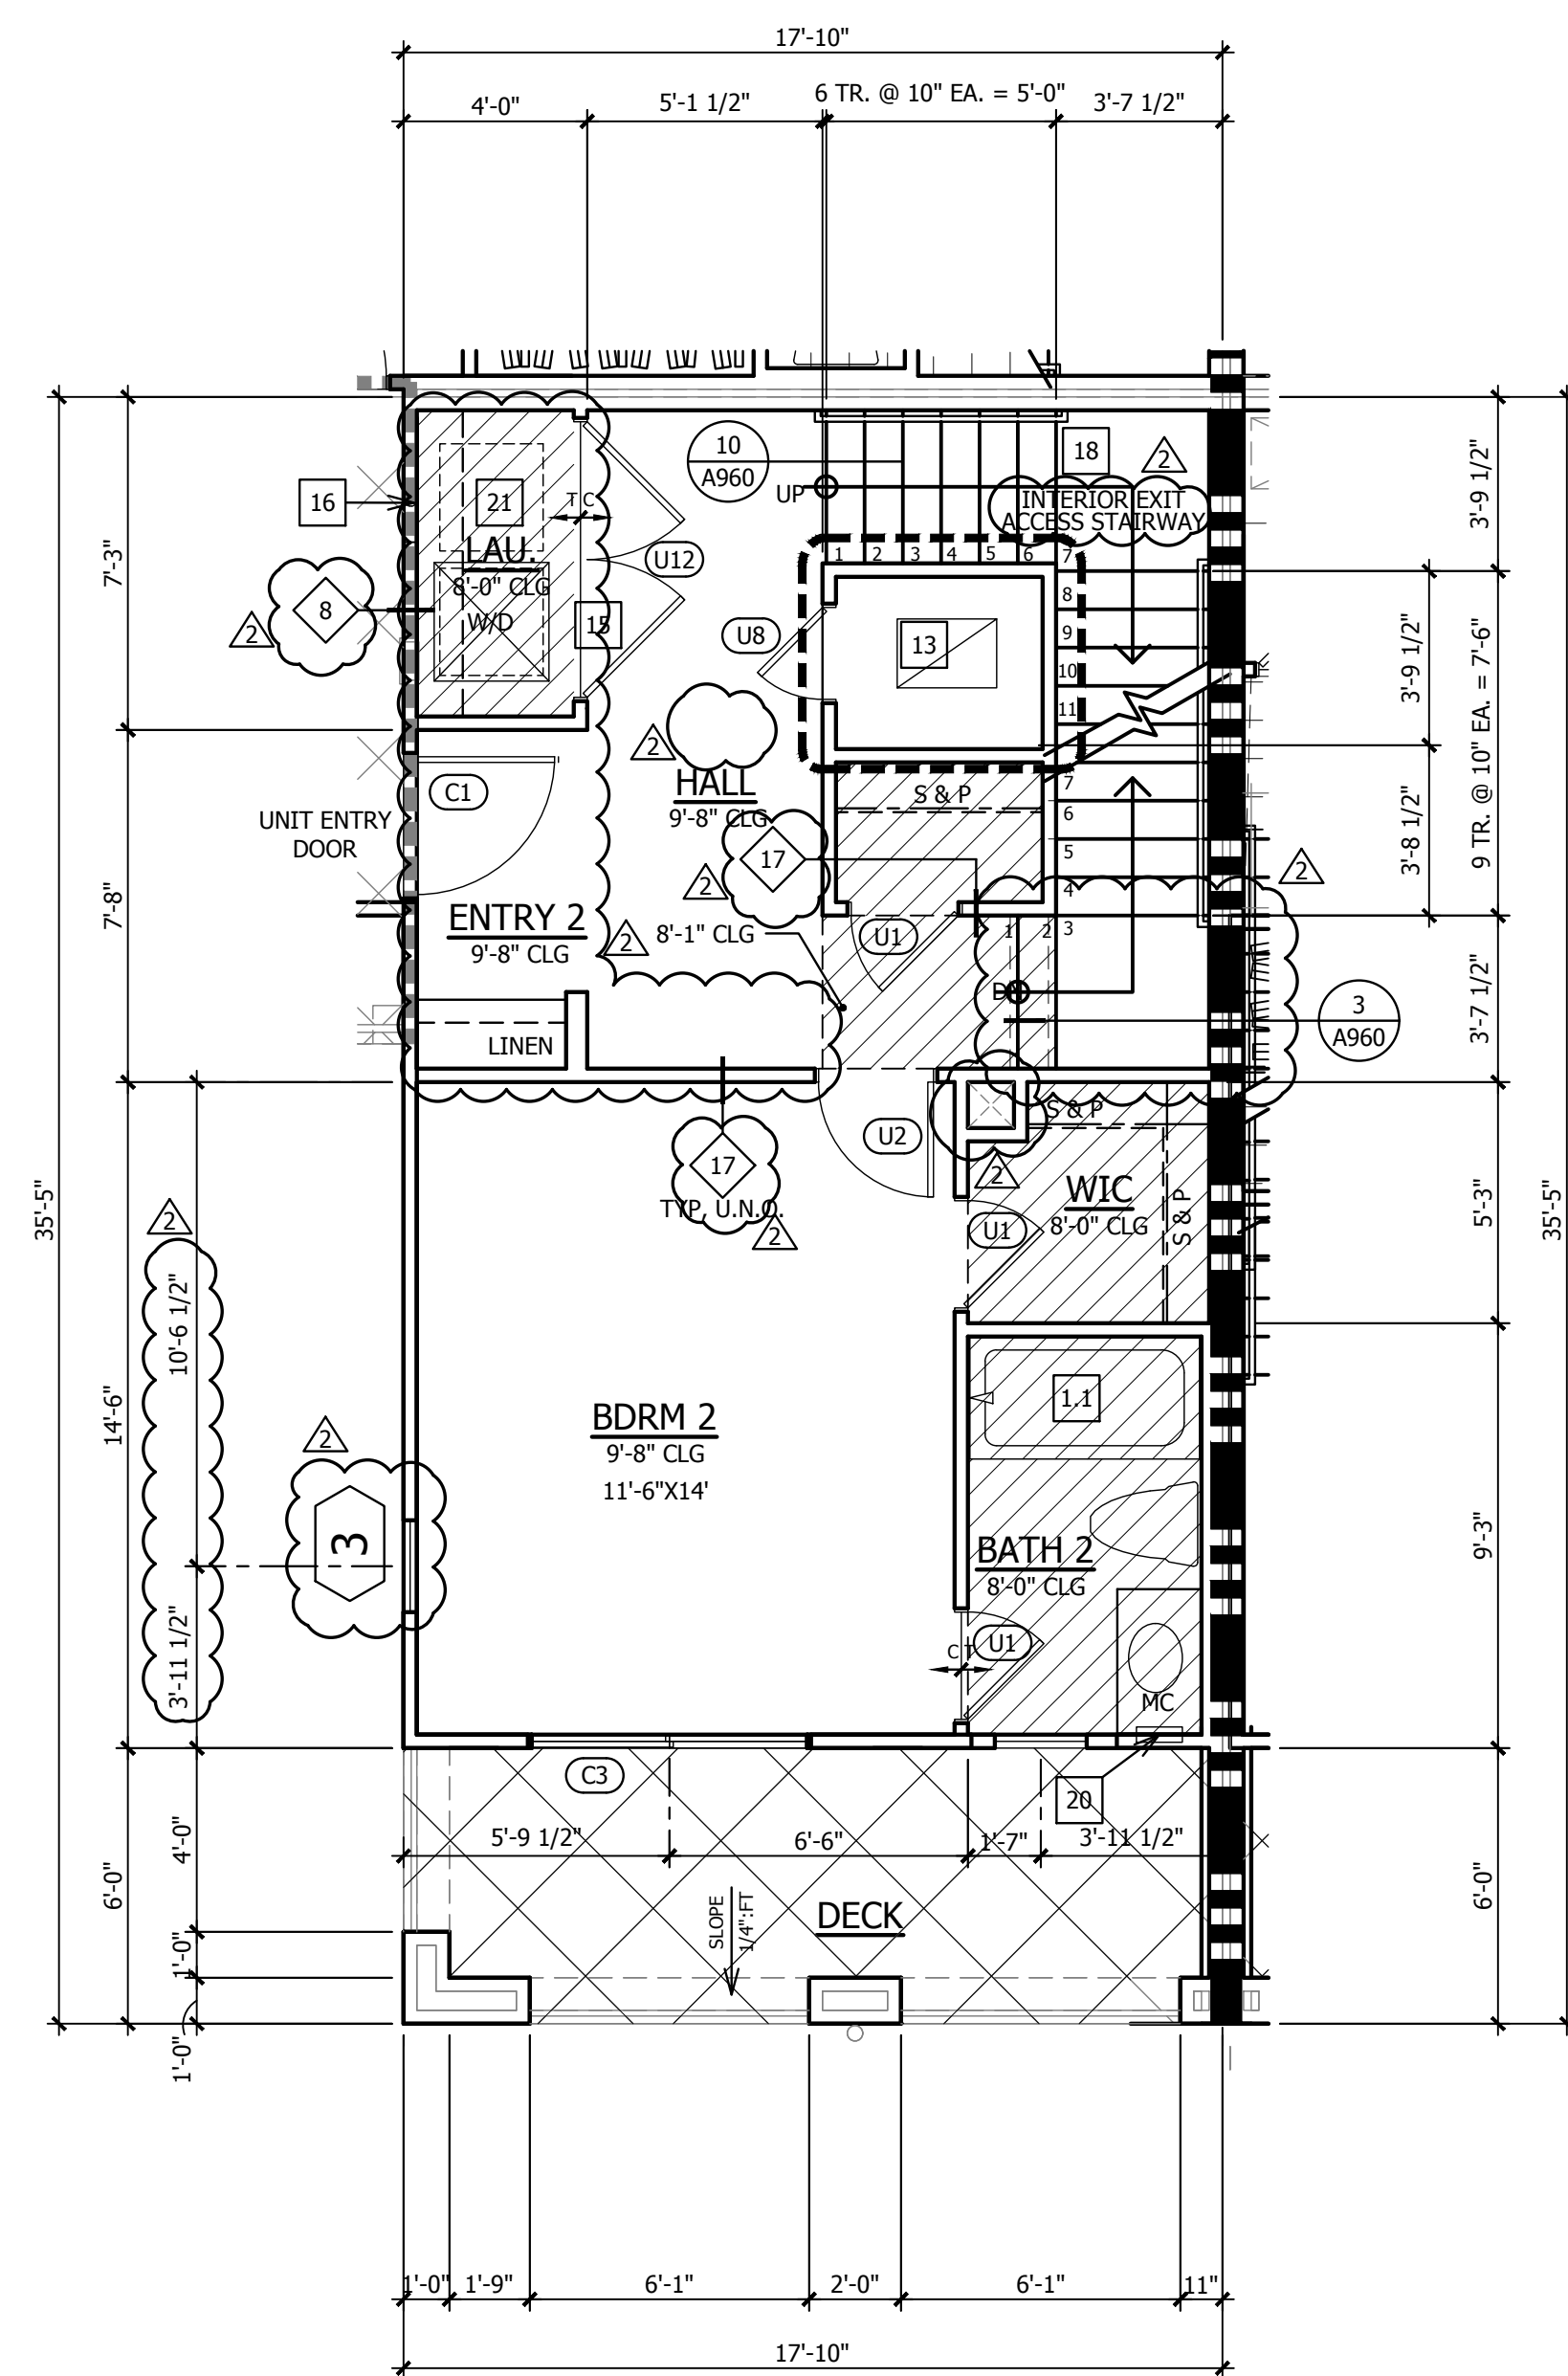 17'-10"
4'-0"
5'-1 1/2"
6 TR. @ 10" EA. = 5'-0"
3'-7 1/2"
10
A960
18
2
UP
INTERIOR EXIT
ACCESS STAIRWAY
16
21
T C
LAU.
8'-0" CLG
W/D
U12
15
8
2
U8
13
1
2
3
4
5
6
7
8
9
10
11
7'-3"
3'-9 1/2"
3'-9 1/2"
9 TR. @ 10" EA. = 7'-6"
2
HALL
9'-8" CLG
C1
UNIT ENTRY
DOOR
S & P
17
2
7
6
5
4
3
2
1
2
3'-8 1/2"
7'-8"
ENTRY 2
9'-8" CLG
2
8'-1" CLG
U1
3
A960
3'-7 1/2"
LINEN
U2
S & P
2
17
TYP, U.N.O.
2
WIC
8'-0" CLG
S & P
U1
5'-3"
35'-5"
35'-5"
2
10'-6 1/2"
14'-6"
2
3
3'-11 1/2"
BDRM 2
9'-8" CLG
11'-6"X14'
1.1
BATH 2
8'-0" CLG
9'-3"
C T
U1
MC
C3
20
5'-9 1/2"
6'-6"
1'-7"
3'-11 1/2"
4'-0"
6'-0"
6'-0"
DECK
SLOPE
1/4":FT
1'-0"
1'-0"
1'-0"
1'-9"
6'-1"
2'-0"
6'-1"
11"
17'-10"